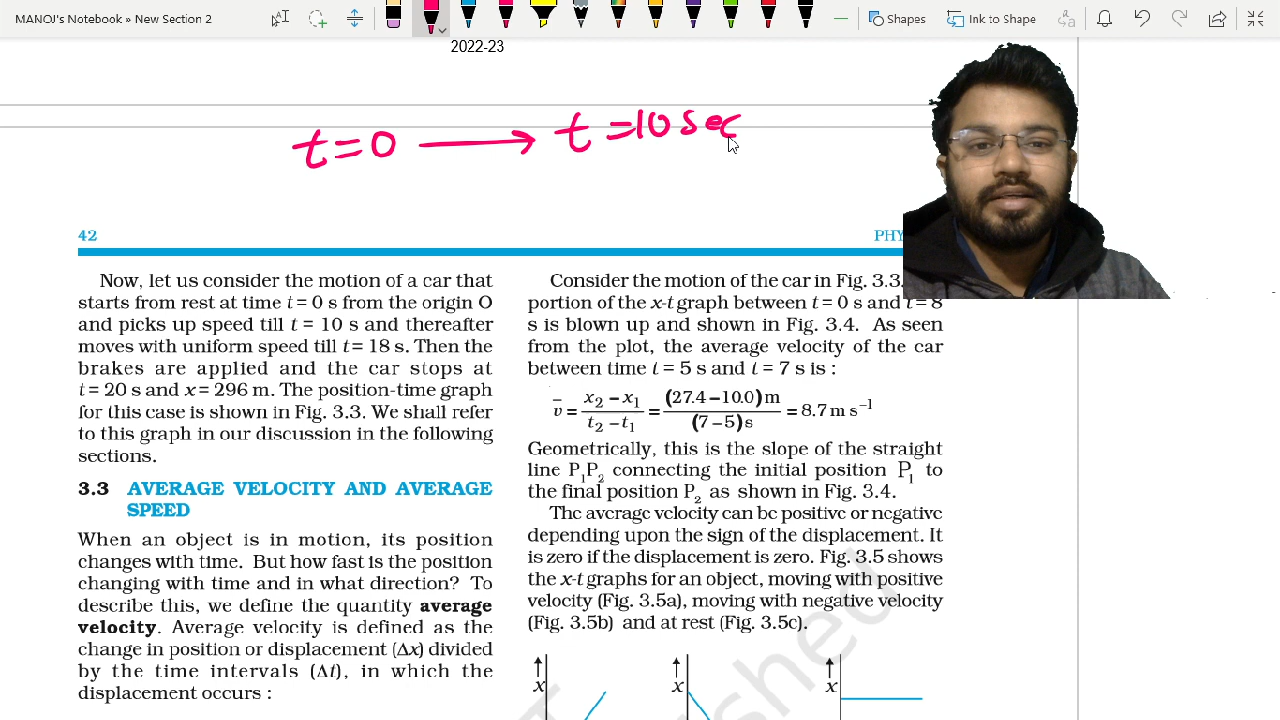 MANOJ's Notebook » New Section 2
Shapes
Ink to Shape
2022-23
t=0 → t=10 sec
42
Now, let us consider the motion of a car that
starts from rest at time t = 0 s from the origin O
and picks up speed till t = 10 s and thereafter
moves with uniform speed till t = 18 s. Then the
brakes are applied and the car stops at
t = 20 s and x = 296 m. The position-time graph
for this case is shown in Fig. 3.3. We shall refer
to this graph in our discussion in the following
sections.
3.3 AVERAGE VELOCITY AND AVERAGE
SPEED
When an object is in motion, its position
changes with time. But how fast is the position
changing with time and in what direction? To
describe this, we define the quantity average
velocity. Average velocity is defined as the
change in position or displacement (Δx) divided
by the time intervals (Δt), in which the
displacement occurs :
PHY
Consider the motion of the car in Fig. 3.3.
portion of the x-t graph between t = 0 s and t = 8
s is blown up and shown in Fig. 3.4. As seen
from the plot, the average velocity of the car
between time t = 5 s and t = 7 s is :
v̄ = (x₂ – x₁)/(t₂ – t₁) = (27.4 – 10.0) m/(7 – 5) s = 8.7 m s⁻¹
Geometrically, this is the slope of the straight
line P₁P₂ connecting the initial position P₁ to
the final position P₂ as shown in Fig. 3.4.
The average velocity can be positive or negative
depending upon the sign of the displacement. It
is zero if the displacement is zero. Fig. 3.5 shows
the x-t graphs for an object, moving with positive
velocity (Fig. 3.5a), moving with negative velocity
(Fig. 3.5b) and at rest (Fig. 3.5c).
x
x
x